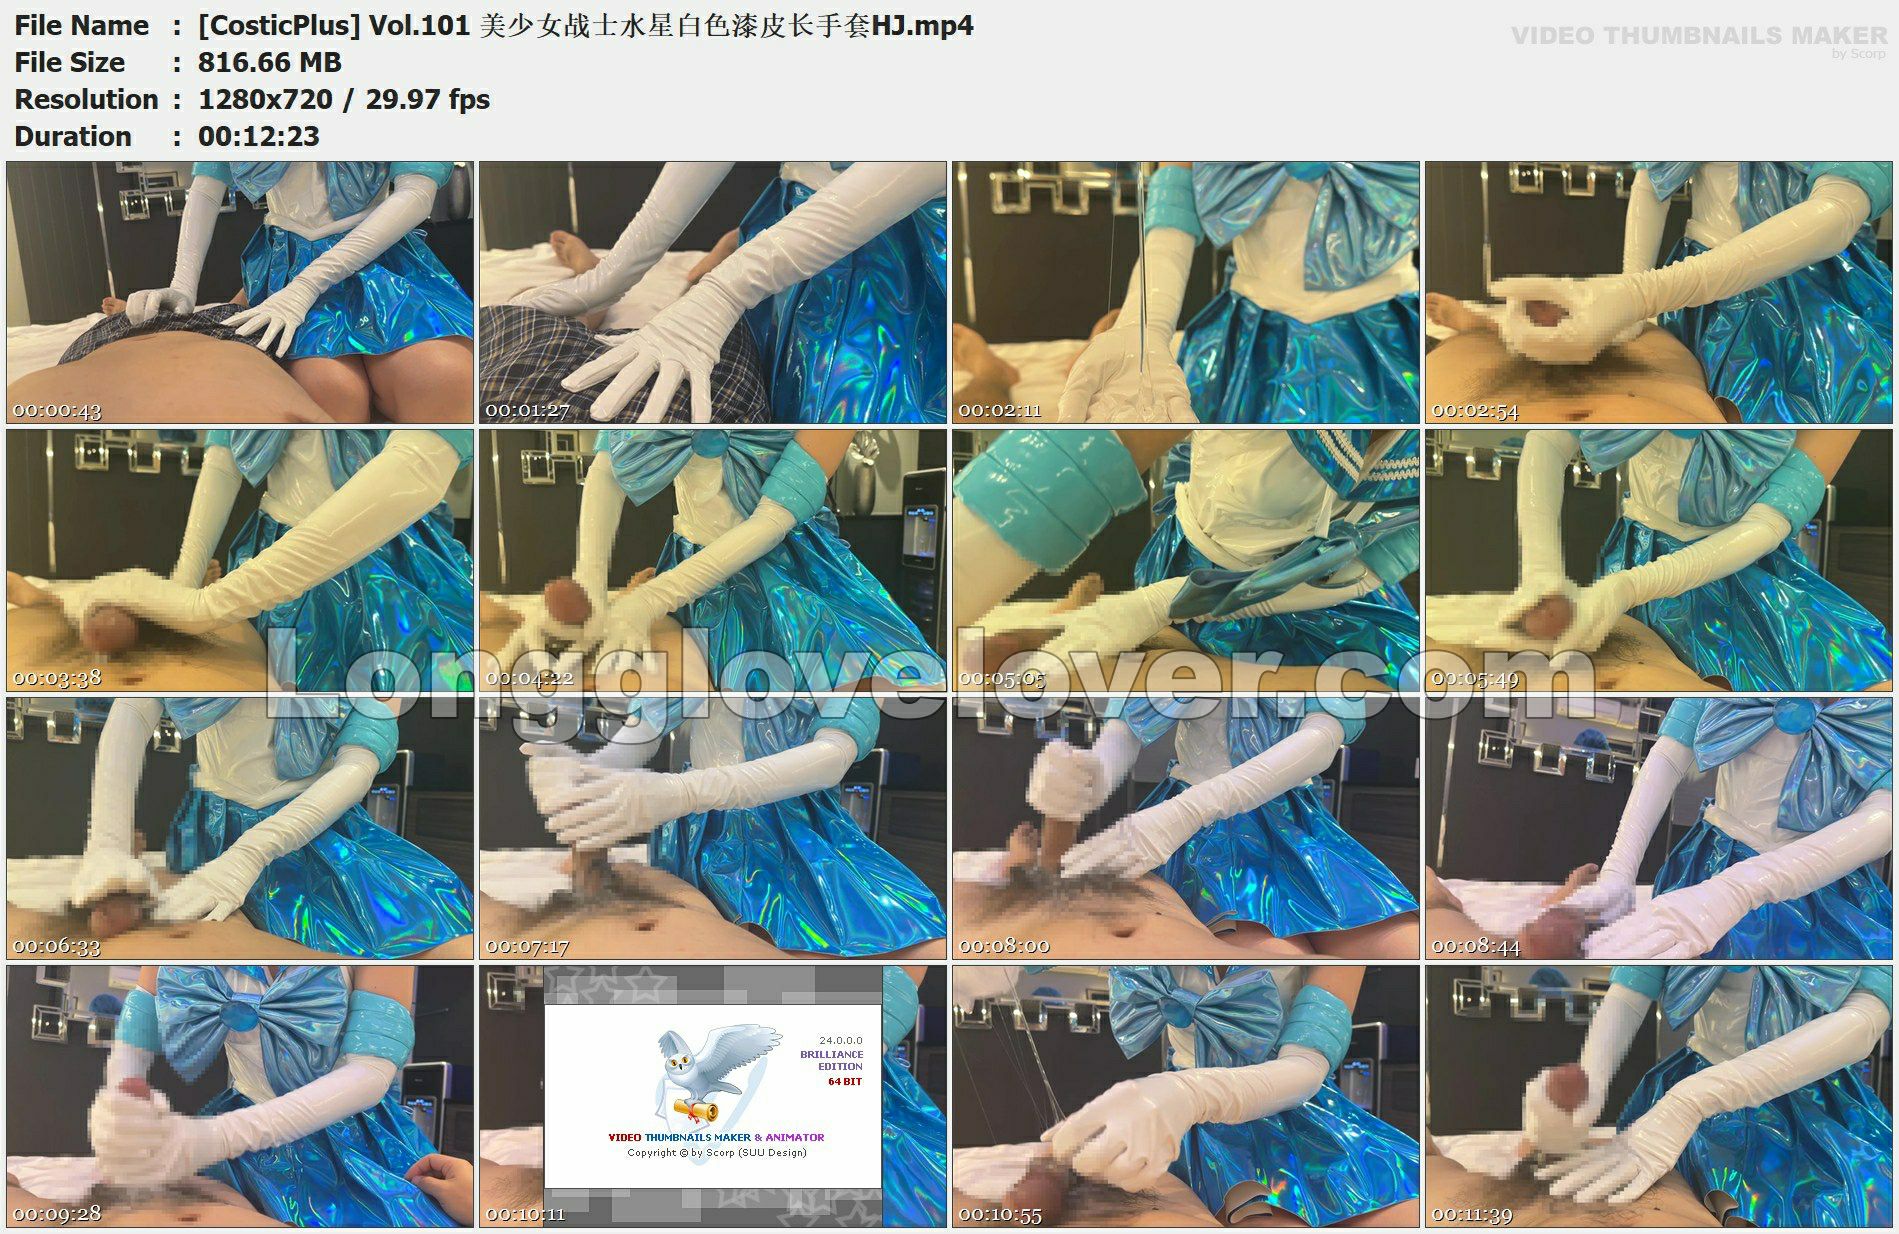 File Name : [CosticPlus] Vol.101 美少女战士水星白色漆皮长手套HJ.mp4
VIDEO THUMBNAILS MAKER
by Scorp
File Size : 816.66 MB
Resolution : 1280x720 / 29.97 fps
Duration : 00:12:23
00:00:43
00:01:27
00:02:11
00:02:54
00:03:38
00:04:22
00:05:05
00:05:49
Longglovelover.com
00:06:33
00:07:17
00:08:00
00:08:44
00:09:28
24.0.0.0
BRILLIANCE
EDITION
64 BIT
VIDEO THUMBNAILS MAKER & ANIMATOR
Copyright © by Scorp (SUU Design)
00:10:11
00:10:55
00:11:39